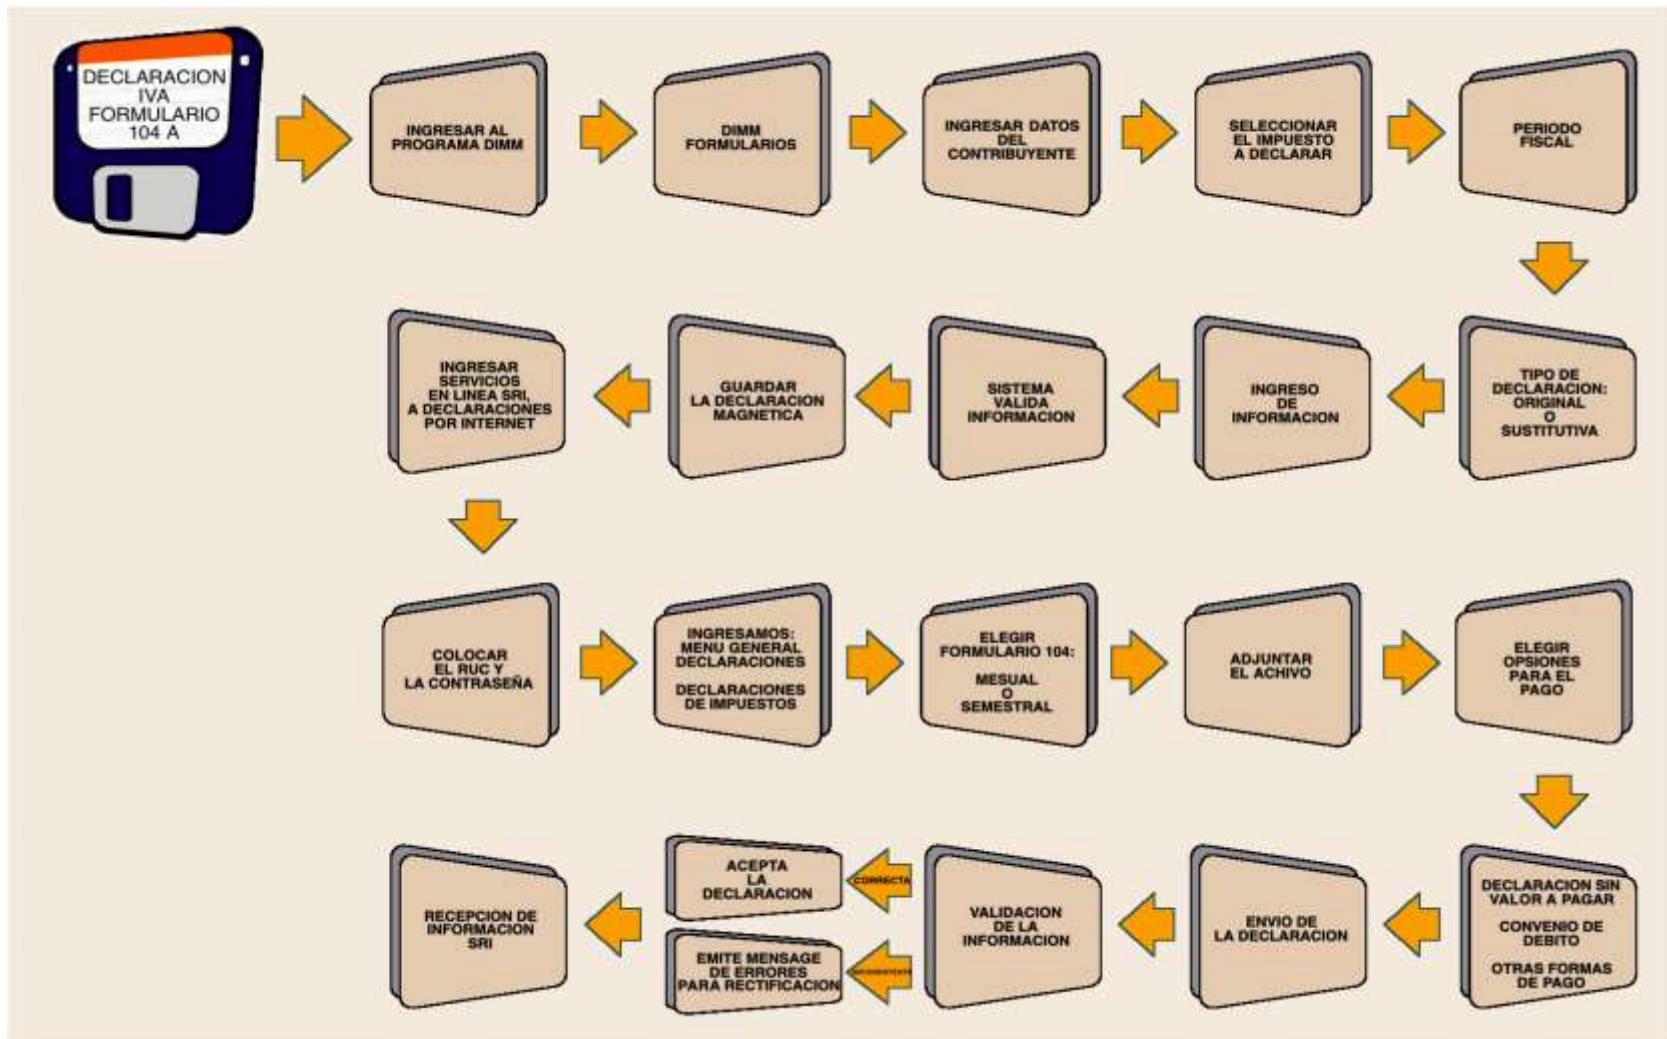 DECLARACION
IVA
FORMULARIO
104 A
INGRESAR AL
PROGRAMA DIMM
DIMM
FORMULARIOS
INGRESAR DATOS
DEL
CONTRIBUYENTE
SELECCIONAR
EL IMPUESTO
A DECLARAR
PERIODO
FISCAL
TIPO DE
DECLARACION:
ORIGINAL
O
SUSTITUTIVA
INGRESO
DE
INFORMACION
SISTEMA
VALIDA
INFORMACION
GUARDAR
LA DECLARACION
MAGNETICA
INGRESAR
SERVICIOS
EN LINEA SRI,
A DECLARACIONES
POR INTERNET
COLOCAR
EL RUC Y
LA CONTRASEÑA
INGRESAMOS:
MENU GENERAL
DECLARACIONES
DECLARACIONES
DE IMPUESTOS
ELEGIR
FORMULARIO 104:
MESUAL
O
SEMESTRAL
ADJUNTAR
EL ACHIVO
ELEGIR
OPSIONES
PARA EL
PAGO
DECLARACION SIN
VALOR A PAGAR
CONVENIO DE
DEBITO
OTRAS FORMAS
DE PAGO
ENVIO DE
LA DECLARACION
VALIDACION
DE LA
INFORMACION
CORRECTA
ACEPTA
LA
DECLARACION
EMITE MENSAGE
DE ERRORES
PARA RECTIFICACION
RECEPCION DE
INFORMACION
SRI